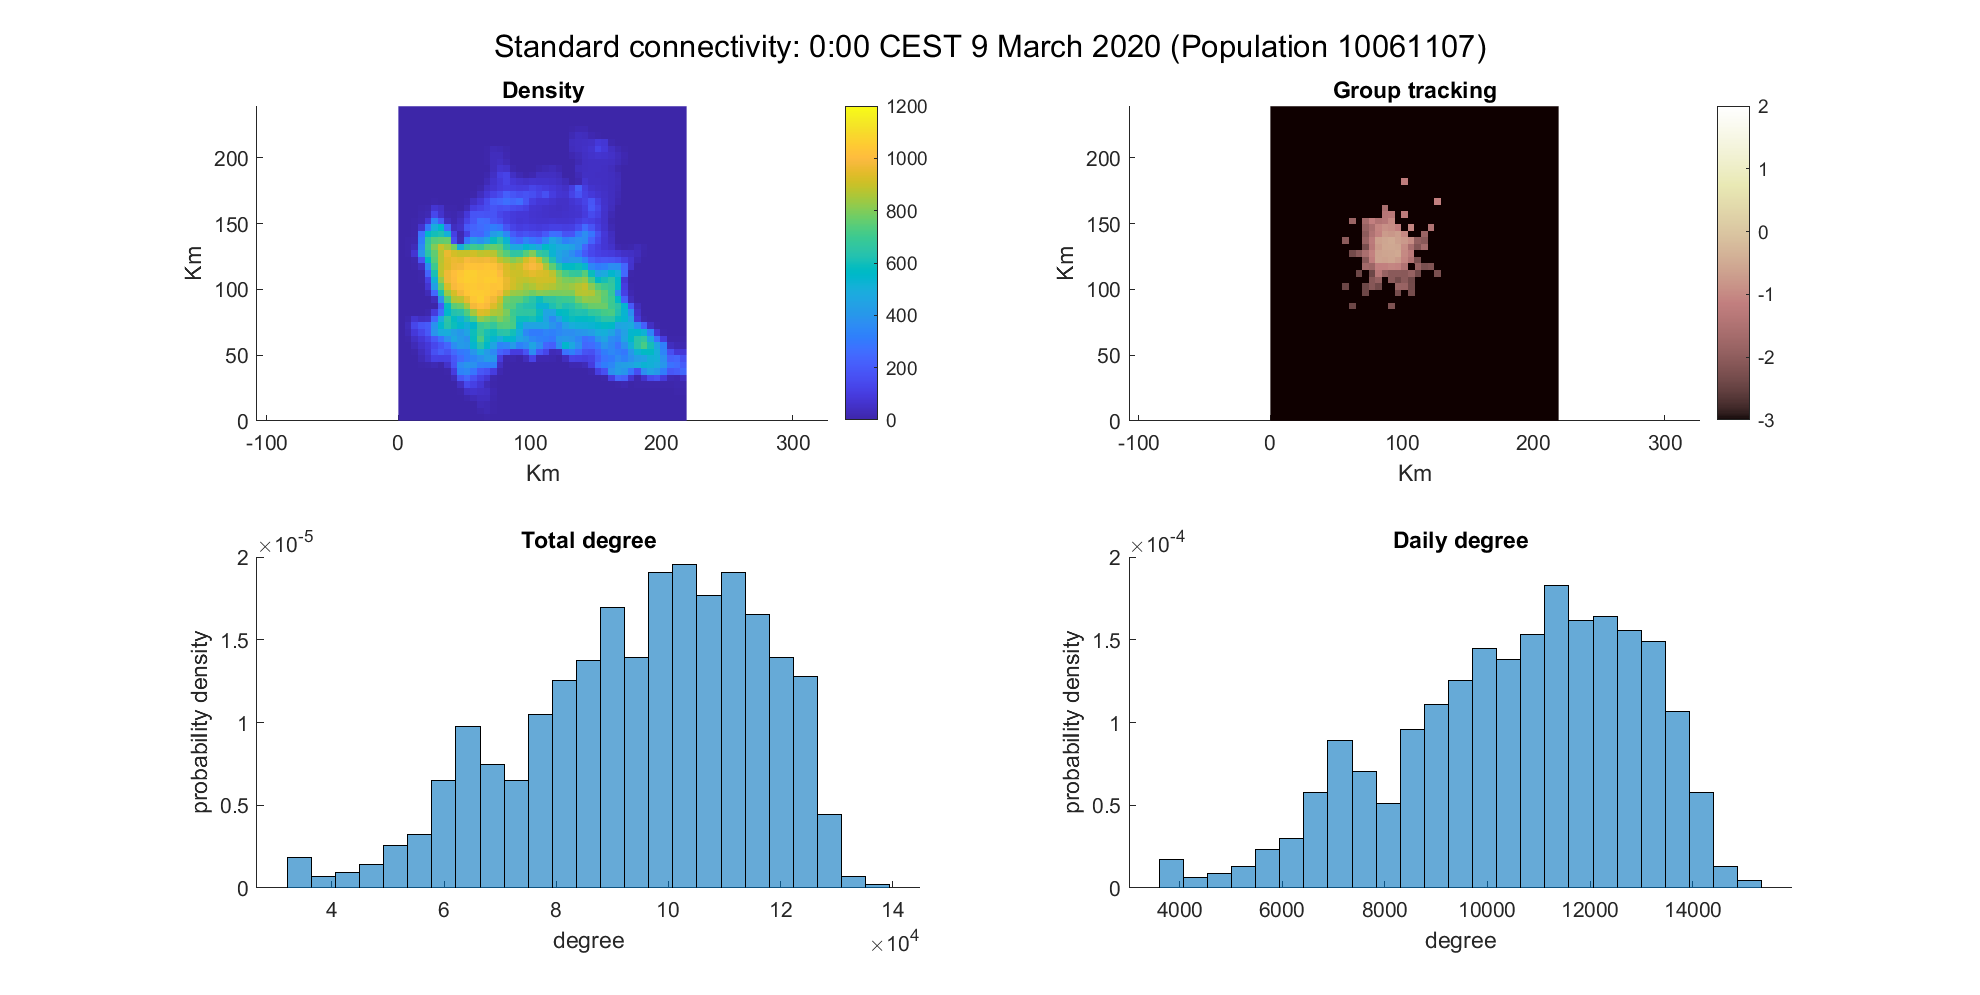 Standard connectivity: 0:00 CEST 9 March 2020 (Population 10061107)
Density
Km
200
150
100
50
0
-100 0 100 200 300
Km
1200
1000
800
600
400
200
0
Group tracking
Km
200
150
100
50
0
-100 0 100 200 300
Km
2
1
0
-1
-2
-3
Total degree
×10-5
probability density
2
1.5
1
0.5
0
4 6 8 10 12 14
×104
degree
Daily degree
×10-4
probability density
2
1.5
1
0.5
0
4000 6000 8000 10000 12000 14000
degree